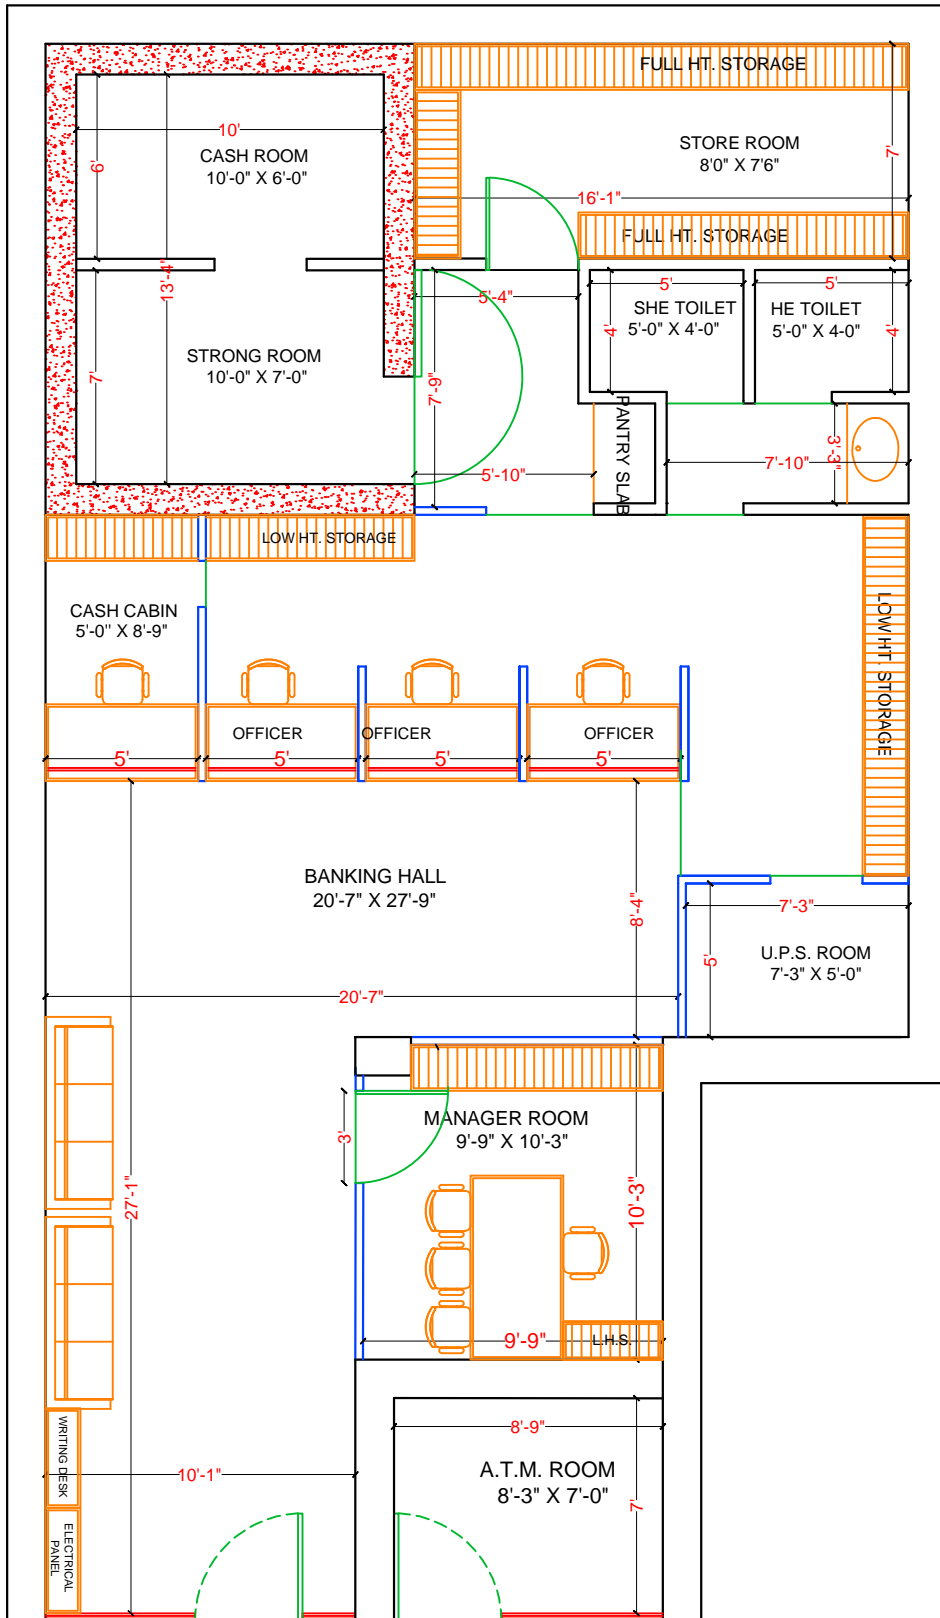 FULL HT. STORAGE
10'
CASH ROOM
10'-0" X 6'-0"
6'
STORE ROOM
8'0" X 7'6"
7'
16'-1"
FULL HT. STORAGE
13'-4"
5'-4"
5'
5'
SHE TOILET
5'-0" X 4'-0"
HE TOILET
5'-0" X 4-0"
4'
4'
STRONG ROOM
10'-0" X 7'-0"
7'
7'-9"
PANTRY SLAB
5'-10"
7'-10"
3'-3"
LOW HT. STORAGE
CASH CABIN
5'-0'' X 8'-9"
LOW HT. STORAGE
OFFICER
OFFICER
OFFICER
5'
5'
5'
5'
BANKING HALL
20'-7" X 27'-9"
8'-4"
7'-3"
U.P.S. ROOM
7'-3" X 5'-0"
5'
20'-7"
MANAGER ROOM
9'-9" X 10'-3"
3'
27'-1"
10'-3"
9'-9"
L.H.S.
8'-9"
WRITING DESK
10'-1"
A.T.M. ROOM
8'-3" X 7'-0"
7'
ELECTRICAL
PANEL